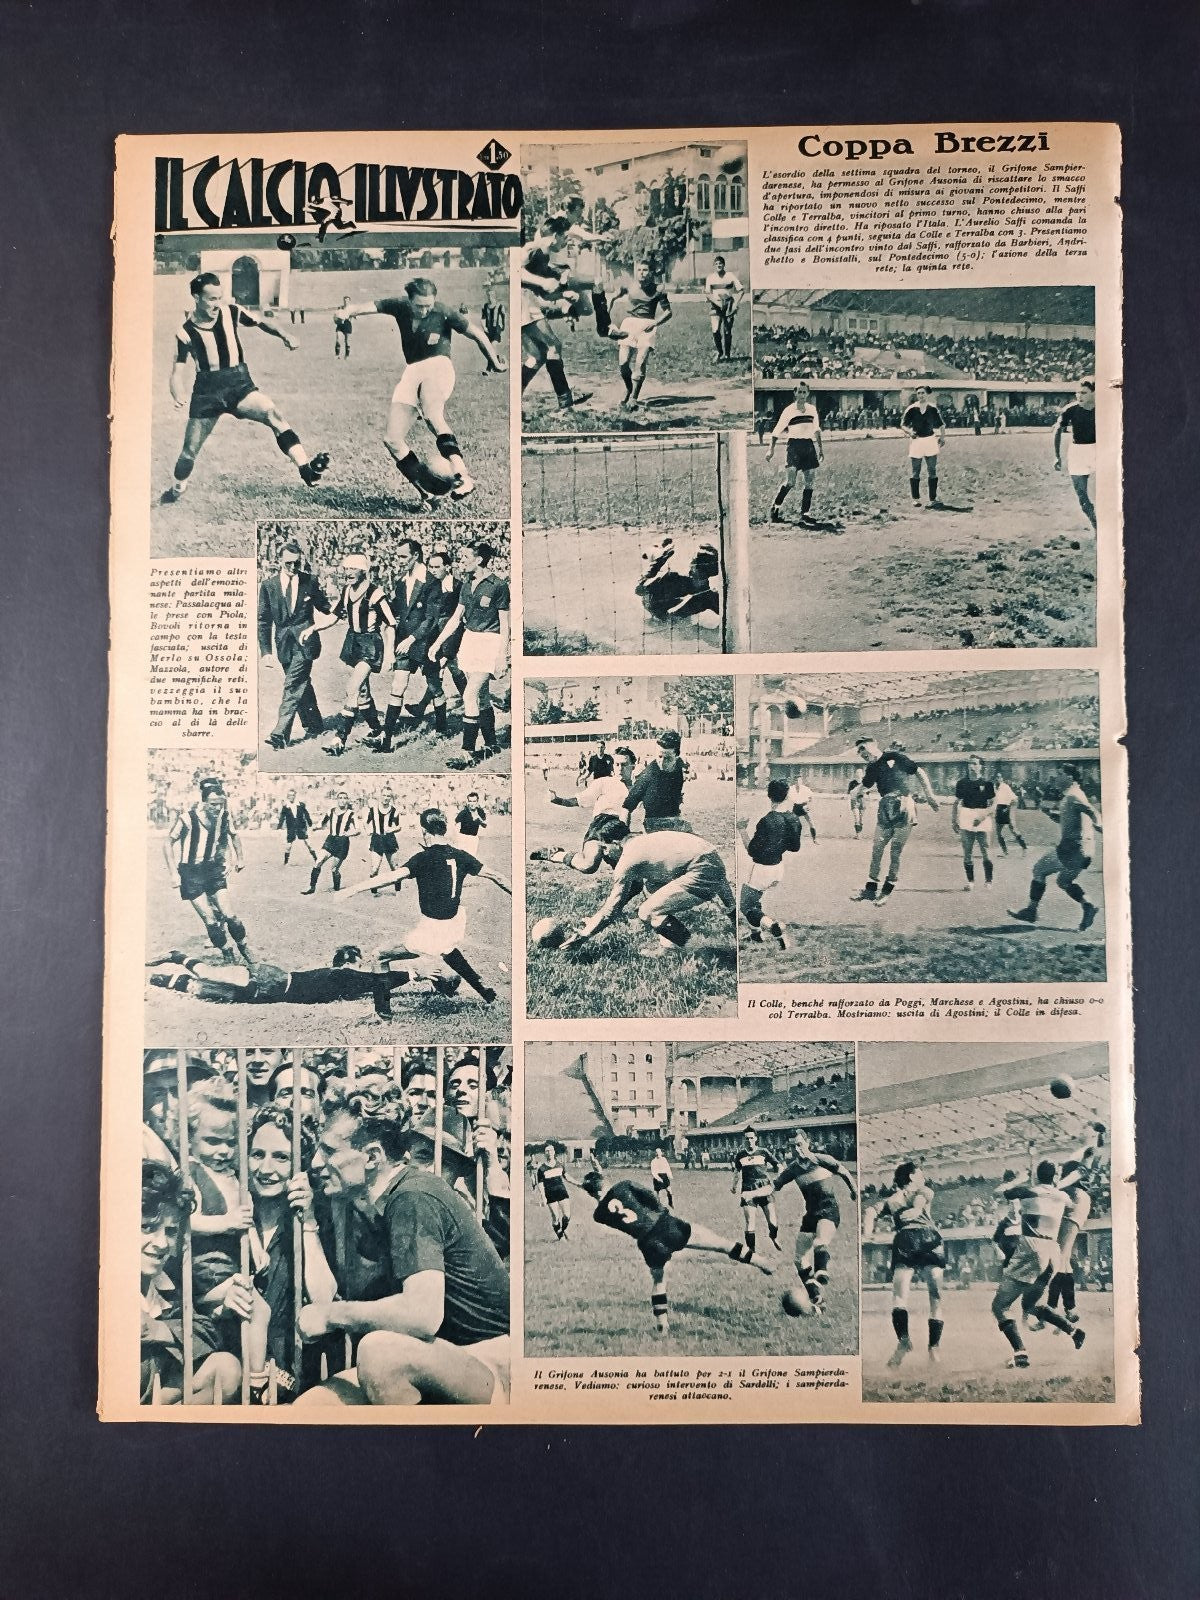 IL CALCIO ILLVSTRATO
Lire 1,50
Presentiamo altri
aspetti dell'emozio-
nante partita mila-
nese: Passalacqua al-
le prese con Piola;
Bovoli ritorna in
campo con la testa
fasciata; uscita di
Merlo su Ossola;
Mazzola, autore di
due magnifiche reti,
vezzeggia il suo
bambino, che la
mamma ha in brac-
cio al di là delle
sbarre.
1
Coppa Brezzi
L'esordio della settima squadra del torneo, il Grifone Sampier-
darenese, ha permesso al Grifone Ausonia di riscattare lo smacco
d'apertura, imponendosi di misura ai giovani competitori. Il Saffi
ha riportato un nuovo netto successo sul Pontedecimo, mentre
Colle e Terralba, vincitori al primo turno, hanno chiuso alla pari
l'incontro diretto. Ha riposato l'Itala. L'Aurelio Saffi comanda la
classifica con 4 punti, seguita da Colle e Terralba con 3. Presentiamo
due fasi dell'incontro vinto dal Saffi, rafforzato da Barbieri, Andri-
ghetto e Bonistalli, sul Pontedecimo (5-0); l'azione della terza
rete; la quinta rete.
Il Colle, benché rafforzato da Poggi, Marchese e Agostini, ha chiuso 0-0
col Terralba. Mostriamo: uscita di Agostini; il Colle in difesa.
3
Il Grifone Ausonia ha battuto per 2-1 il Grifone Sampierda-
renese. Vediamo: curioso intervento di Sardelli; i sampierda-
renesi attaccano.